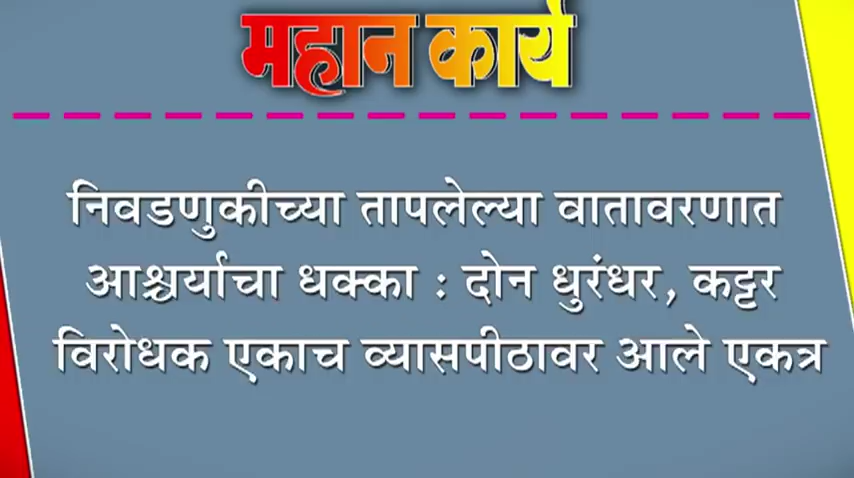 महान कार्य
निवडणुकीच्या तापलेल्या वातावरणात
आश्चर्याचा धक्का : दोन धुरंधर, कट्टर
विरोधक एकाच व्यासपीठावर आले एकत्र